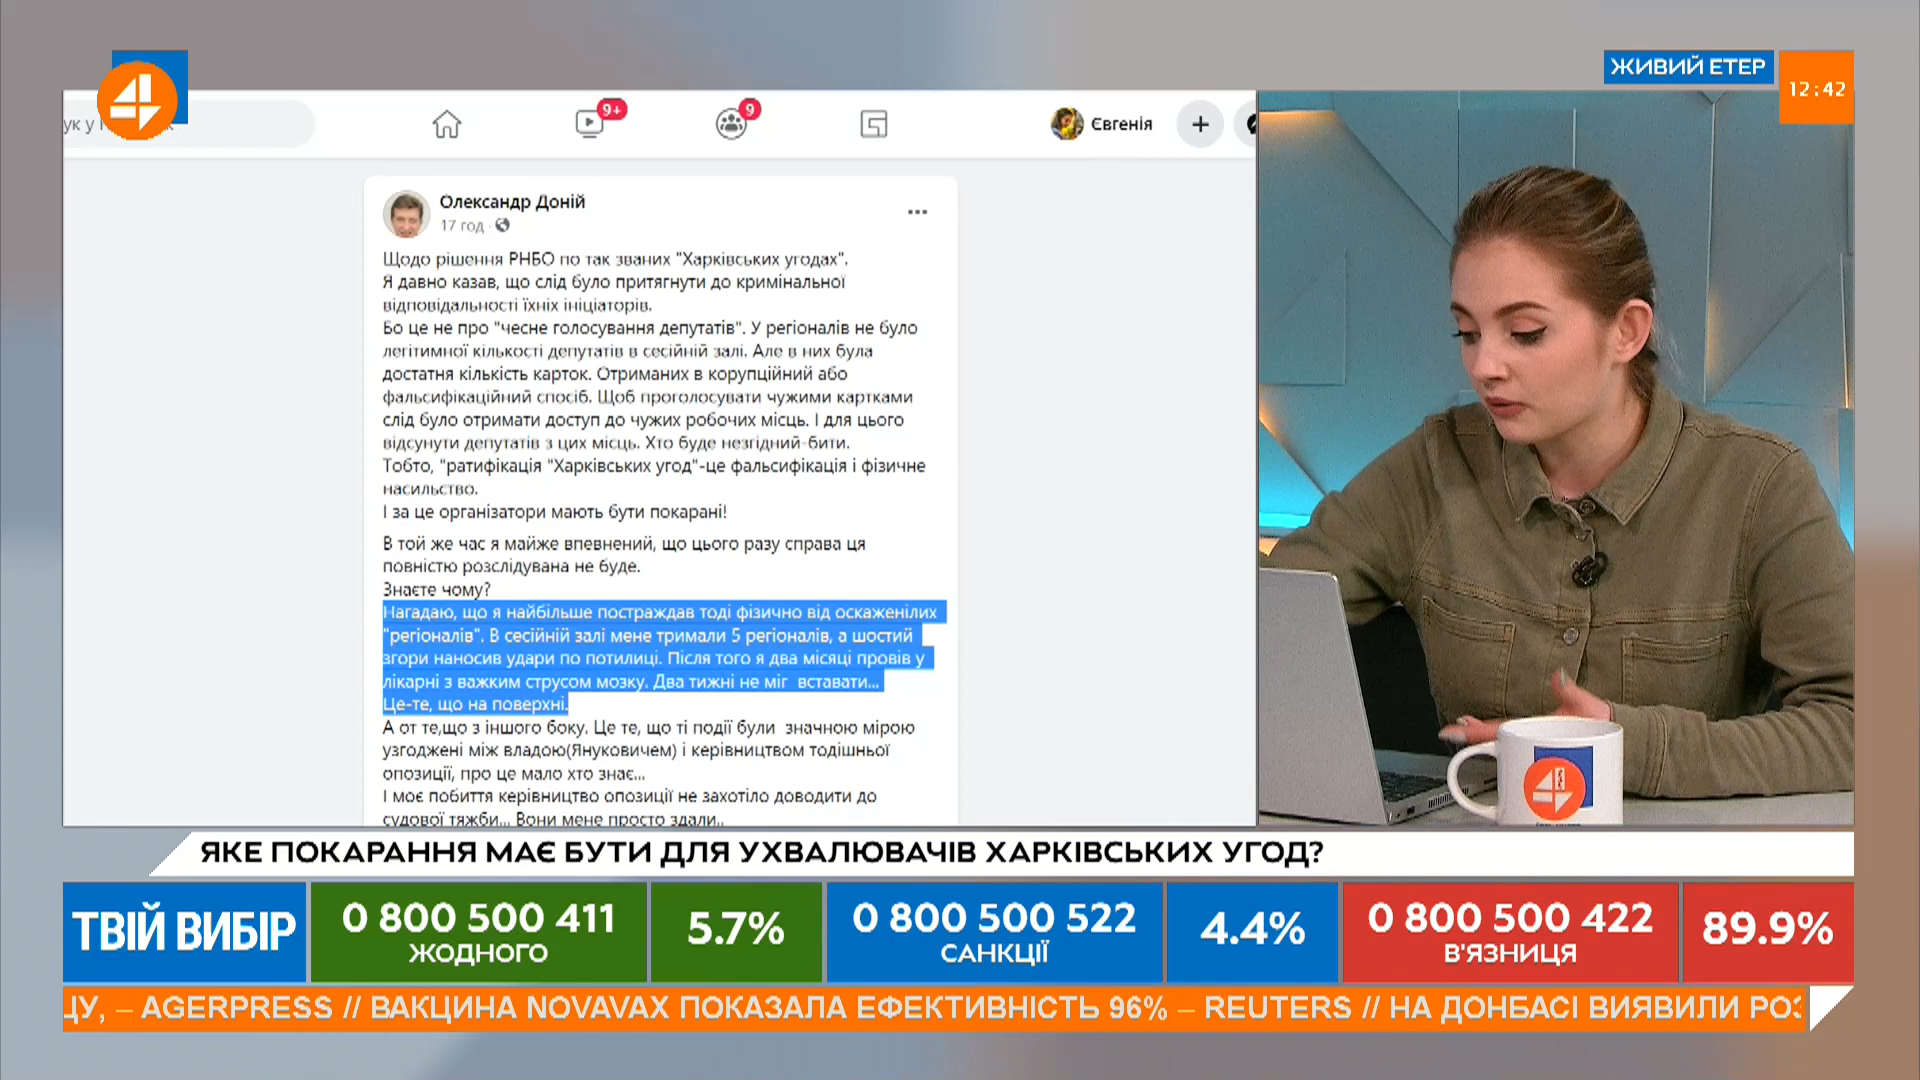 ЖИВИЙ ЕТЕР
12:42
ук у
9+
9
Євгенія
Олександр Доній
17 год ·
Щодо рішення РНБО по так званих "Харківських угодах".
Я давно казав, що слід було притягнути до кримінальної
відповідальності їхніх ініціаторів.
Бо це не про "чесне голосування депутатів". У регіоналів не було
легітимної кількості депутатів в сесійній залі. Але в них була
достатня кількість карток. Отриманих в корупційний або
фальсифікаційний спосіб. Щоб проголосувати чужими картками
слід було отримати доступ до чужих робочих місць. І для цього
відсунути депутатів з цих місць. Хто буде незгідний-бити.
Тобто, "ратифікація "Харківських угод"-це фальсифікація і фізичне
насильство.
І за це організатори мають бути покарані!
В той же час я майже впевнений, що цього разу справа ця
повністю розслідувана не буде.
Знаєте чому?
Нагадаю, що я найбільше постраждав тоді фізично від оскаженілих
"регіоналів". В сесійній залі мене тримали 5 регіоналів, а шостий
згори наносив удари по потилиці. Після того я два місяці провів у
лікарні з важким струсом мозку. Два тижні не міг вставати...
Це-те, що на поверхні.
А от те,що з іншого боку. Це те, що ті події були значною мірою
узгоджені між владою(Януковичем) і керівництвом тодішньої
опозиції, про це мало хто знає...
І моє побиття керівництво опозиції не захотіло доводити до
судової тяжби... Вони мене просто здали..
ЯКЕ ПОКАРАННЯ МАЄ БУТИ ДЛЯ УХВАЛЮВАЧІВ ХАРКІВСЬКИХ УГОД?
ТВІЙ ВИБІР
0 800 500 411
ЖОДНОГО
5.7%
0 800 500 522
САНКЦІЇ
4.4%
0 800 500 422
В'ЯЗНИЦЯ
89.9%
ЦУ, – AGERPRESS // ВАКЦИНА NOVAVAX ПОКАЗАЛА ЕФЕКТИВНІСТЬ 96% – REUTERS // НА ДОНБАСІ ВИЯВИЛИ РОЗ